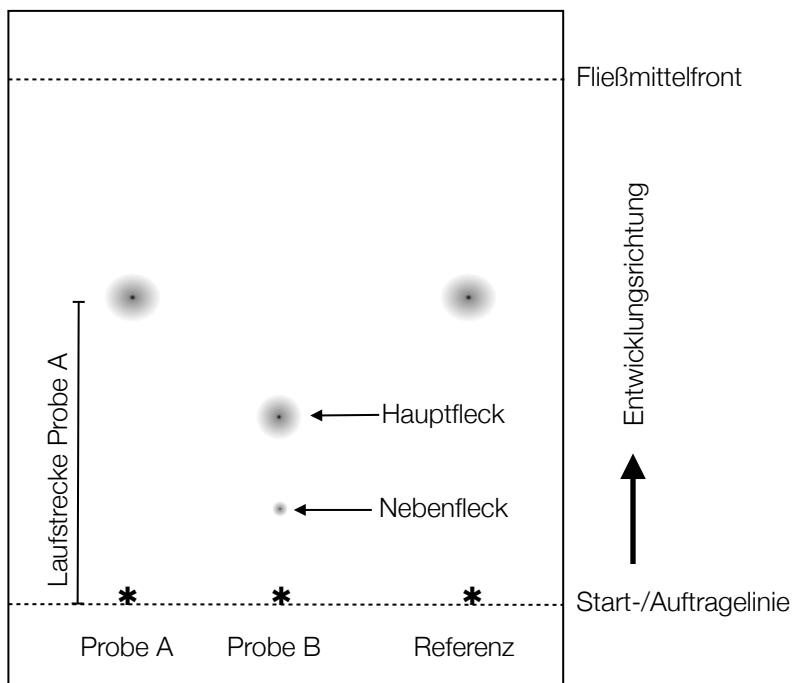 Fließmittelfront
Entwicklungsrichtung
Laufstrecke Probe A
Hauptfleck
Nebenfleck
* * *
Start-/Auftragelinie
Probe A Probe B Referenz